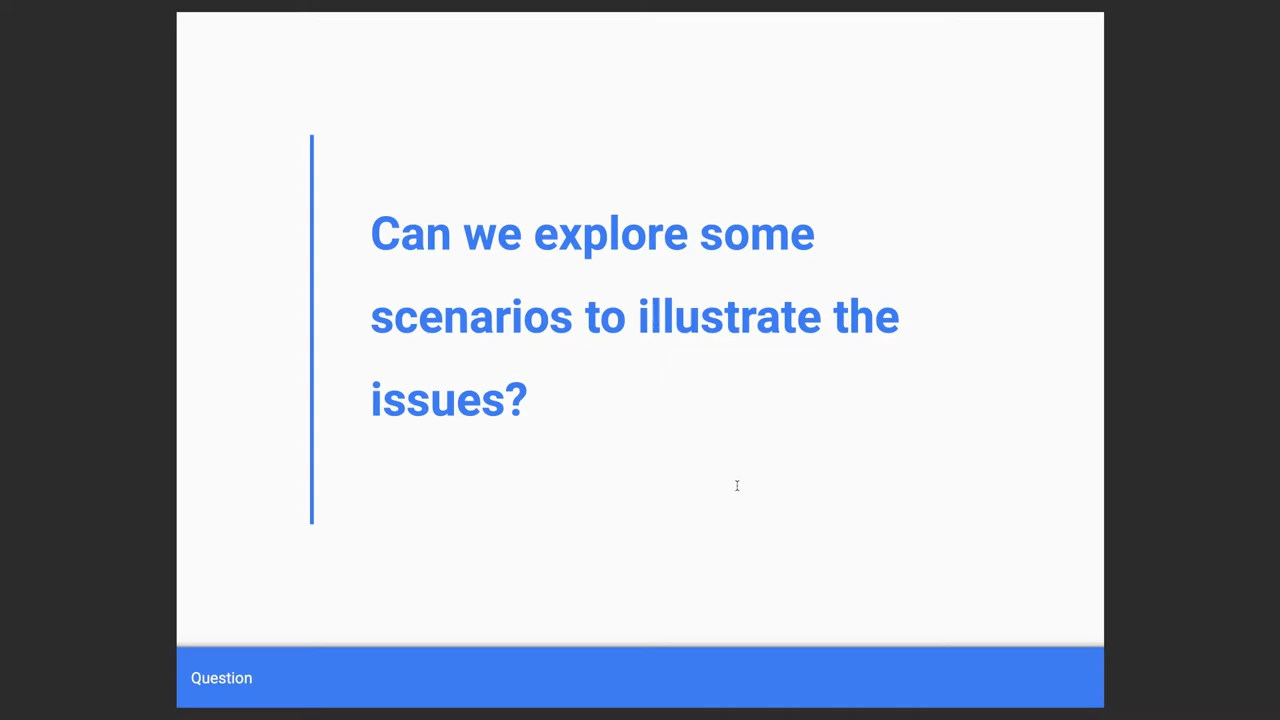 Can we explore some
scenarios to illustrate the
issues?
Question